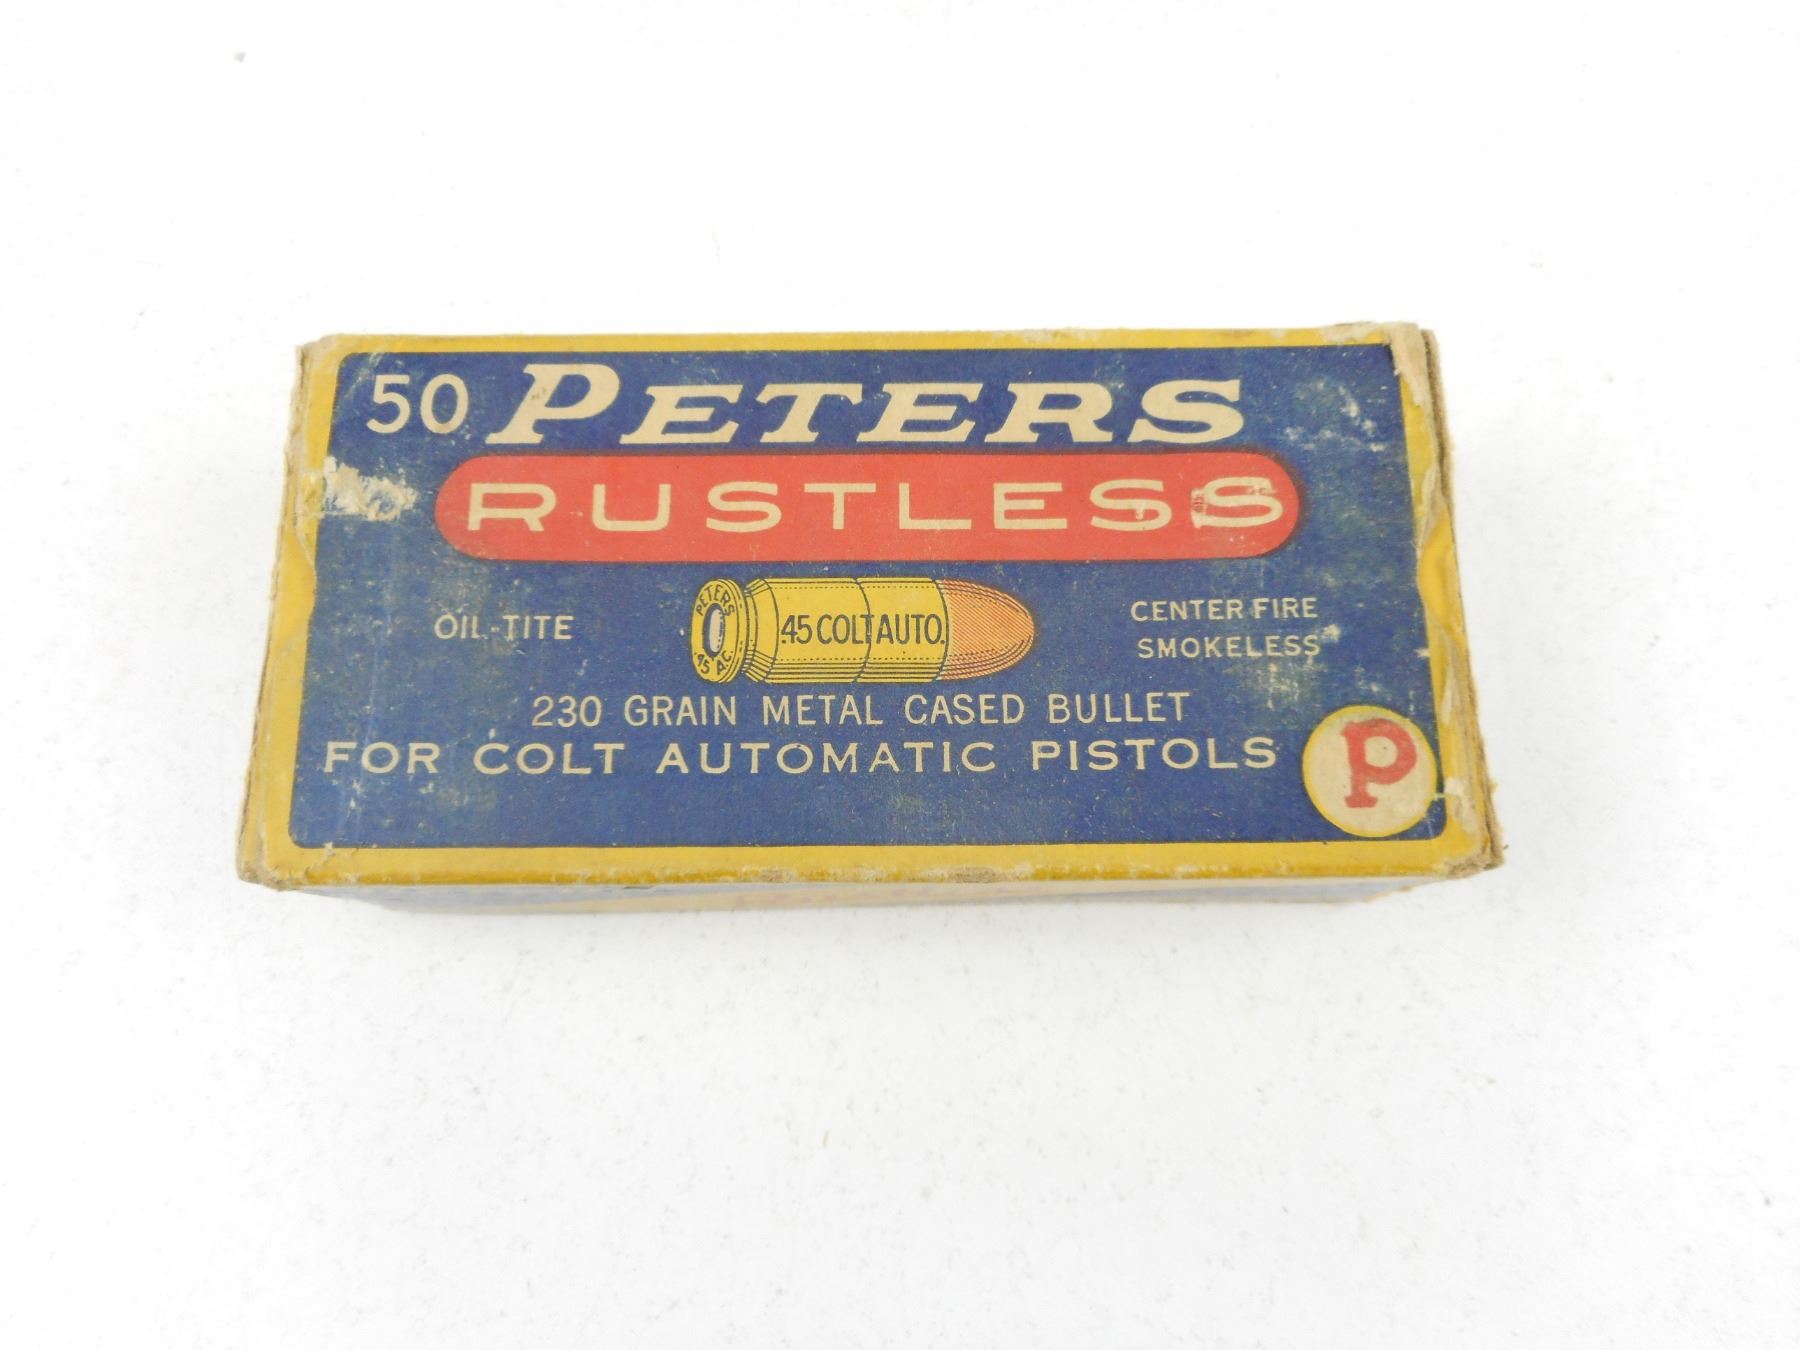 50 PETERS
RUSTLESS
OIL-TITE
PETERS
.45 A.C.
.45 COLT AUTO.
CENTER FIRE
SMOKELESS
230 GRAIN METAL CASED BULLET
FOR COLT AUTOMATIC PISTOLS
P